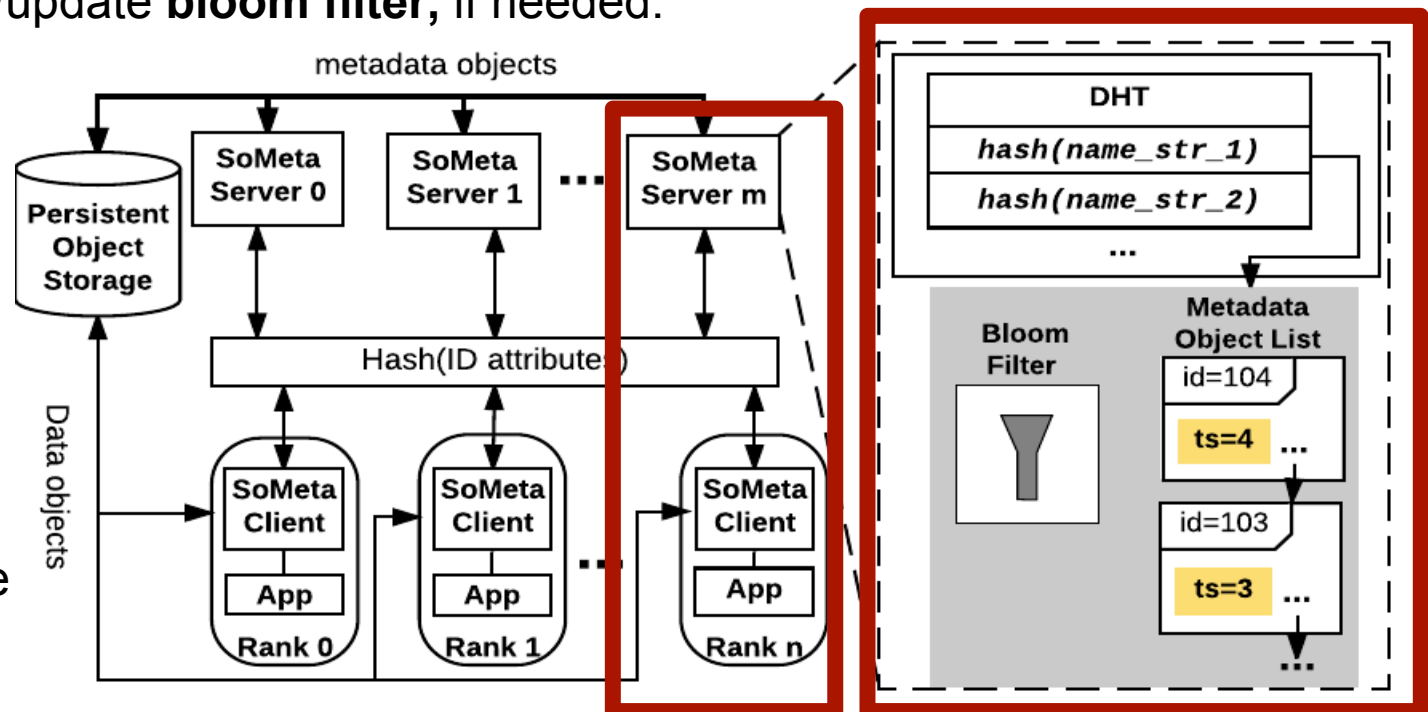 update bloom filter, if needed.
metadata objects
SoMeta
Server 0
SoMeta
Server 1
...
SoMeta
Server m
Persistent
Object
Storage
Hash(ID attributes)
Data objects
SoMeta
Client
App
Rank 0
SoMeta
Client
App
Rank 1
...
SoMeta
Client
App
Rank n
e
DHT
hash(name_str_1)
hash(name_str_2)
...
Bloom
Filter
Metadata
Object List
id=104
ts=4 ...
id=103
ts=3 ...
...